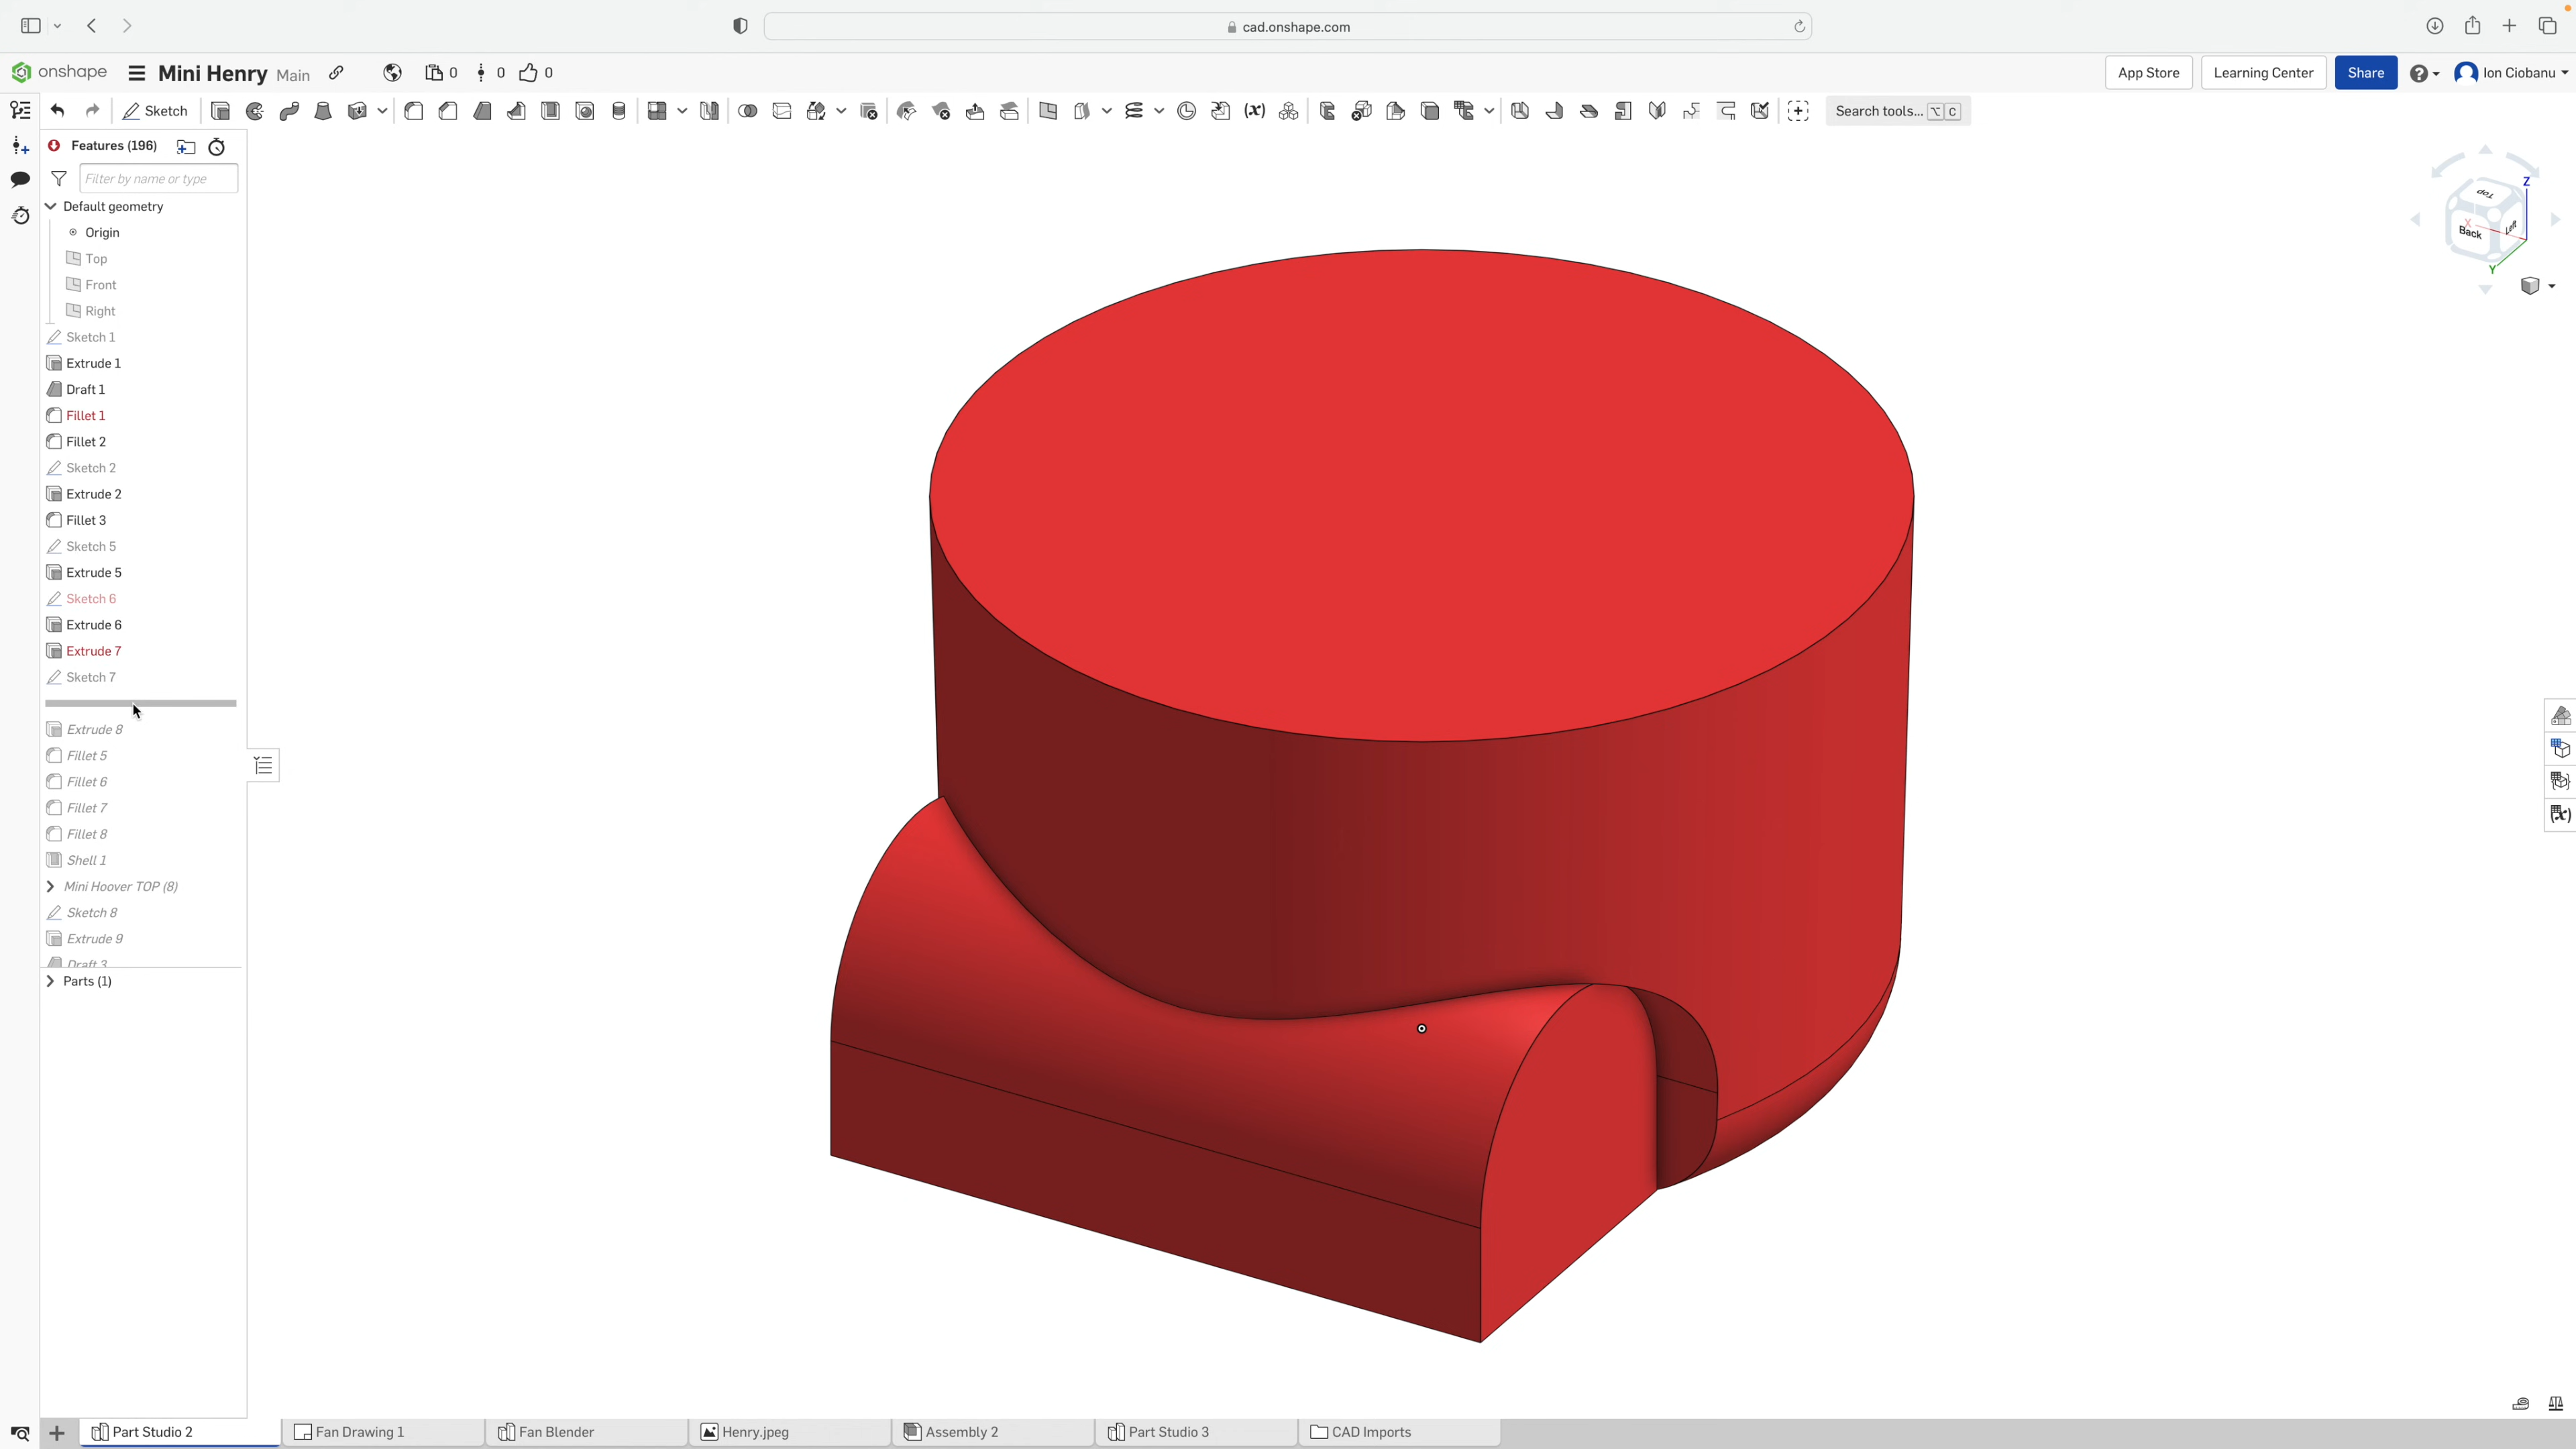 cad.onshape.com
onshape
Mini Henry Main
0
0
0
App Store
Learning Center
Share
Ion Ciobanu
Sketch
Search tools... ⌥ C
Features (196)
Filter by name or type
Default geometry
Origin
Top
Front
Right
Sketch 1
Extrude 1
Draft 1
Fillet 1
Fillet 2
Sketch 2
Extrude 2
Fillet 3
Sketch 5
Extrude 5
Sketch 6
Extrude 6
Extrude 7
Sketch 7
Extrude 8
Fillet 5
Fillet 6
Fillet 7
Fillet 8
Shell 1
Mini Hoover TOP (8)
Sketch 8
Extrude 9
Draft 3
Parts (1)
Top
Z
X
Back
Left
Y
Part Studio 2
Fan Drawing 1
Fan Blender
Henry.jpeg
Assembly 2
Part Studio 3
CAD Imports